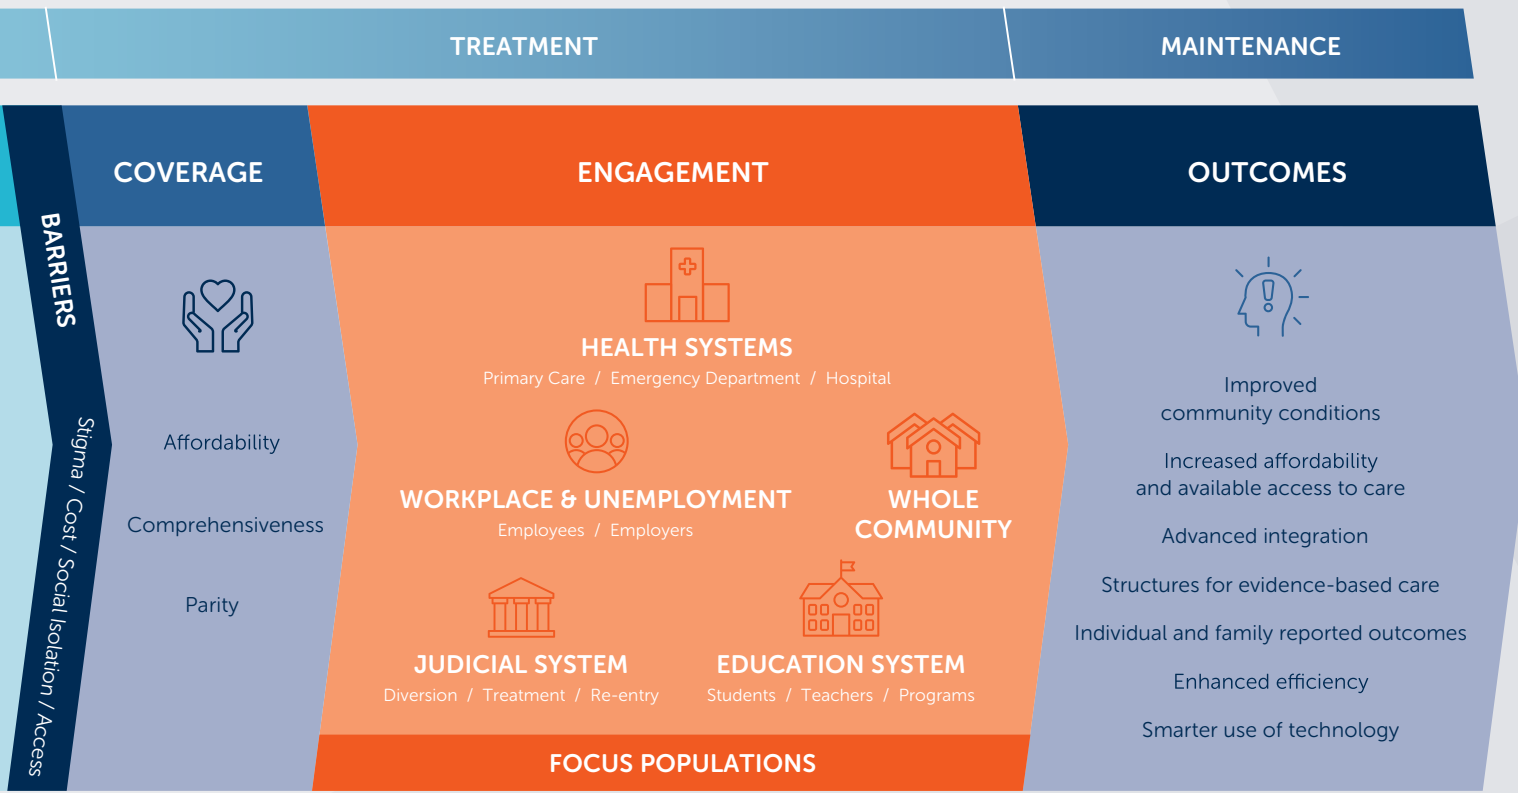 TREATMENT
MAINTENANCE
BARRIERS
Stigma / Cost / Social Isolation / Access
COVERAGE
Affordability
Comprehensiveness
Parity
ENGAGEMENT
HEALTH SYSTEMS
Primary Care / Emergency Department / Hospital
WORKPLACE & UNEMPLOYMENT
Employees / Employers
WHOLE
COMMUNITY
JUDICIAL SYSTEM
Diversion / Treatment / Re-entry
EDUCATION SYSTEM
Students / Teachers / Programs
FOCUS POPULATIONS
OUTCOMES
Improved
community conditions
Increased affordability
and available access to care
Advanced integration
Structures for evidence-based care
Individual and family reported outcomes
Enhanced efficiency
Smarter use of technology